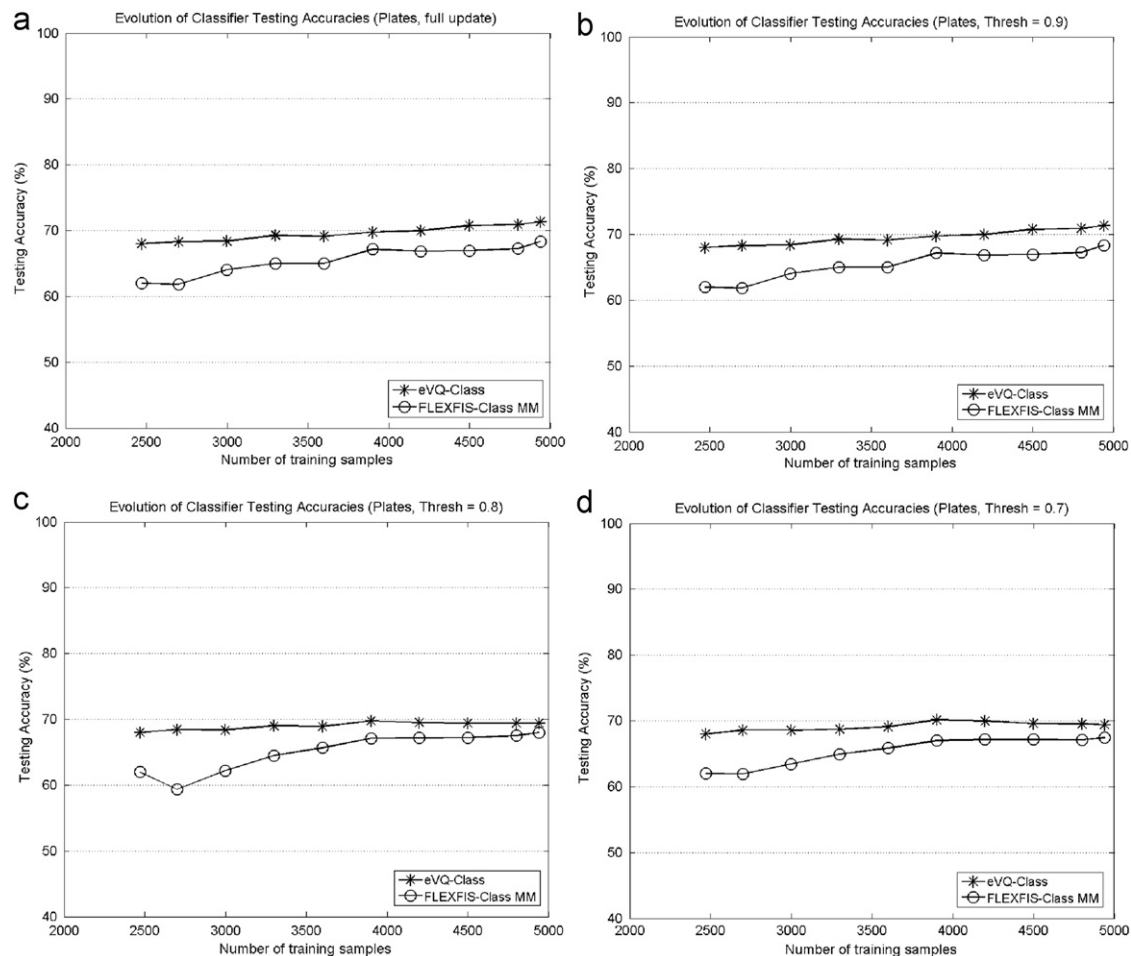 a
Evolution of Classifier Testing Accuracies (Plates, full update)
100
90
80
70
60
50
40
Testing Accuracy (%)
eVQ-Class
FLEXFIS-Class MM
2000 2500 3000 3500 4000 4500 5000
Number of training samples
b
Evolution of Classifier Testing Accuracies (Plates, Thresh = 0.9)
100
90
80
70
60
50
40
Testing Accuracy (%)
eVQ-Class
FLEXFIS-Class MM
2000 2500 3000 3500 4000 4500 5000
Number of training samples
c
Evolution of Classifier Testing Accuracies (Plates, Thresh = 0.8)
100
90
80
70
60
50
40
Testing Accuracy (%)
eVQ-Class
FLEXFIS-Class MM
2000 2500 3000 3500 4000 4500 5000
Number of training samples
d
Evolution of Classifier Testing Accuracies (Plates, Thresh = 0.7)
100
90
80
70
60
50
40
Testing Accuracy (%)
eVQ-Class
FLEXFIS-Class MM
2000 2500 3000 3500 4000 4500 5000
Number of training samples